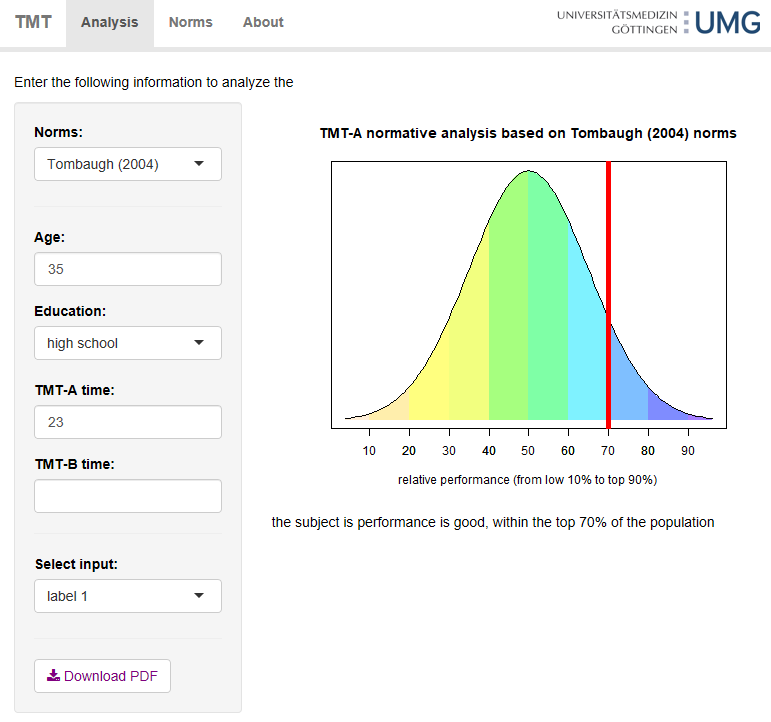 TMT Analysis Norms About
UNIVERSITÄTSMEDIZIN
GÖTTINGEN UMG
Enter the following information to analyze the
Norms:
Tombaugh (2004)
Age:
35
Education:
high school
TMT-A time:
23
TMT-B time:
Select input:
label 1
Download PDF
TMT-A normative analysis based on Tombaugh (2004) norms
10 20 30 40 50 60 70 80 90
relative performance (from low 10% to top 90%)
the subject is performance is good, within the top 70% of the population